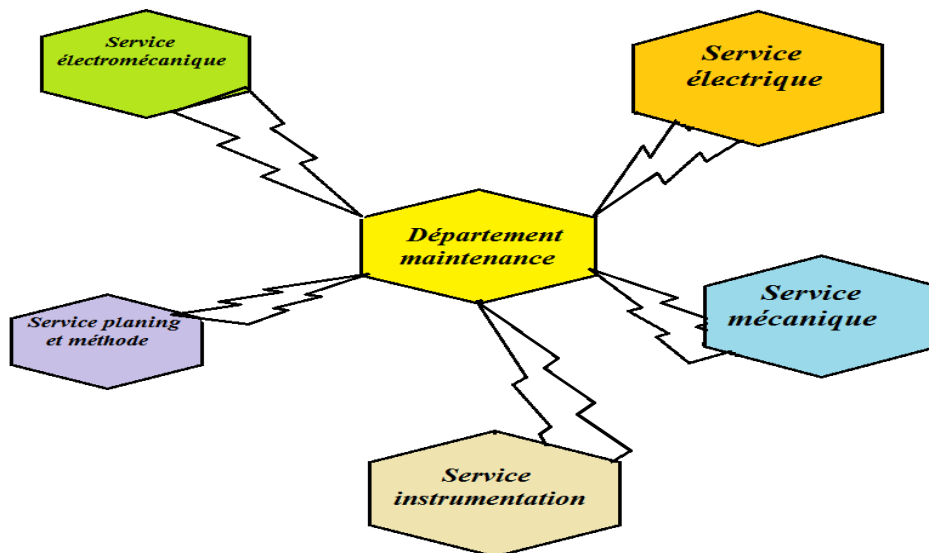 Service
électromécanique
Service
électrique
Département
maintenance
Service planing
et méthode
Service
mécanique
Service
instrumentation